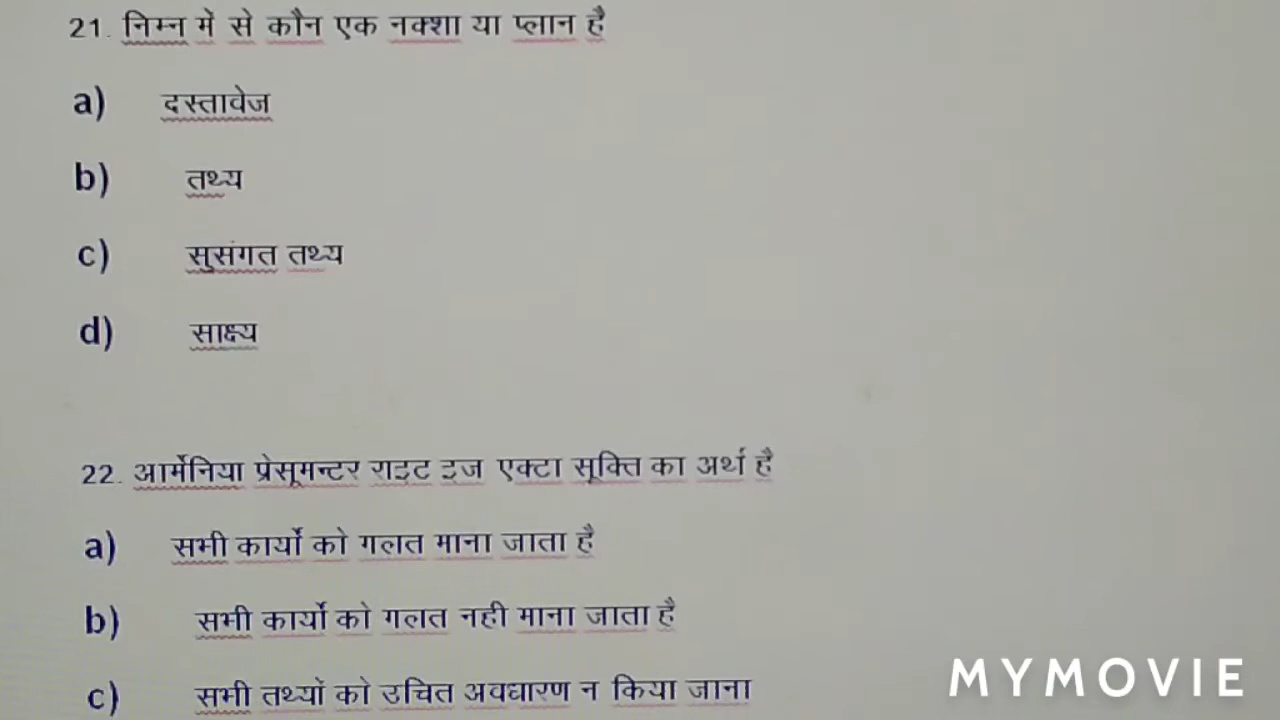 21. निम्न में से कौन एक नक्शा या प्लान है
a) दस्तावेज
b) तथ्य
c) सुसंगत तथ्य
d) साक्ष्य
22. आर्मेनिया प्रेसूमन्टर राइट इज एक्टा सूक्ति का अर्थ है
a) सभी कार्यों को गलत माना जाता है
b) सभी कार्यों को गलत नही माना जाता है
c) सभी तथ्यों को उचित अवधारण न किया जाना
MYMOVIE